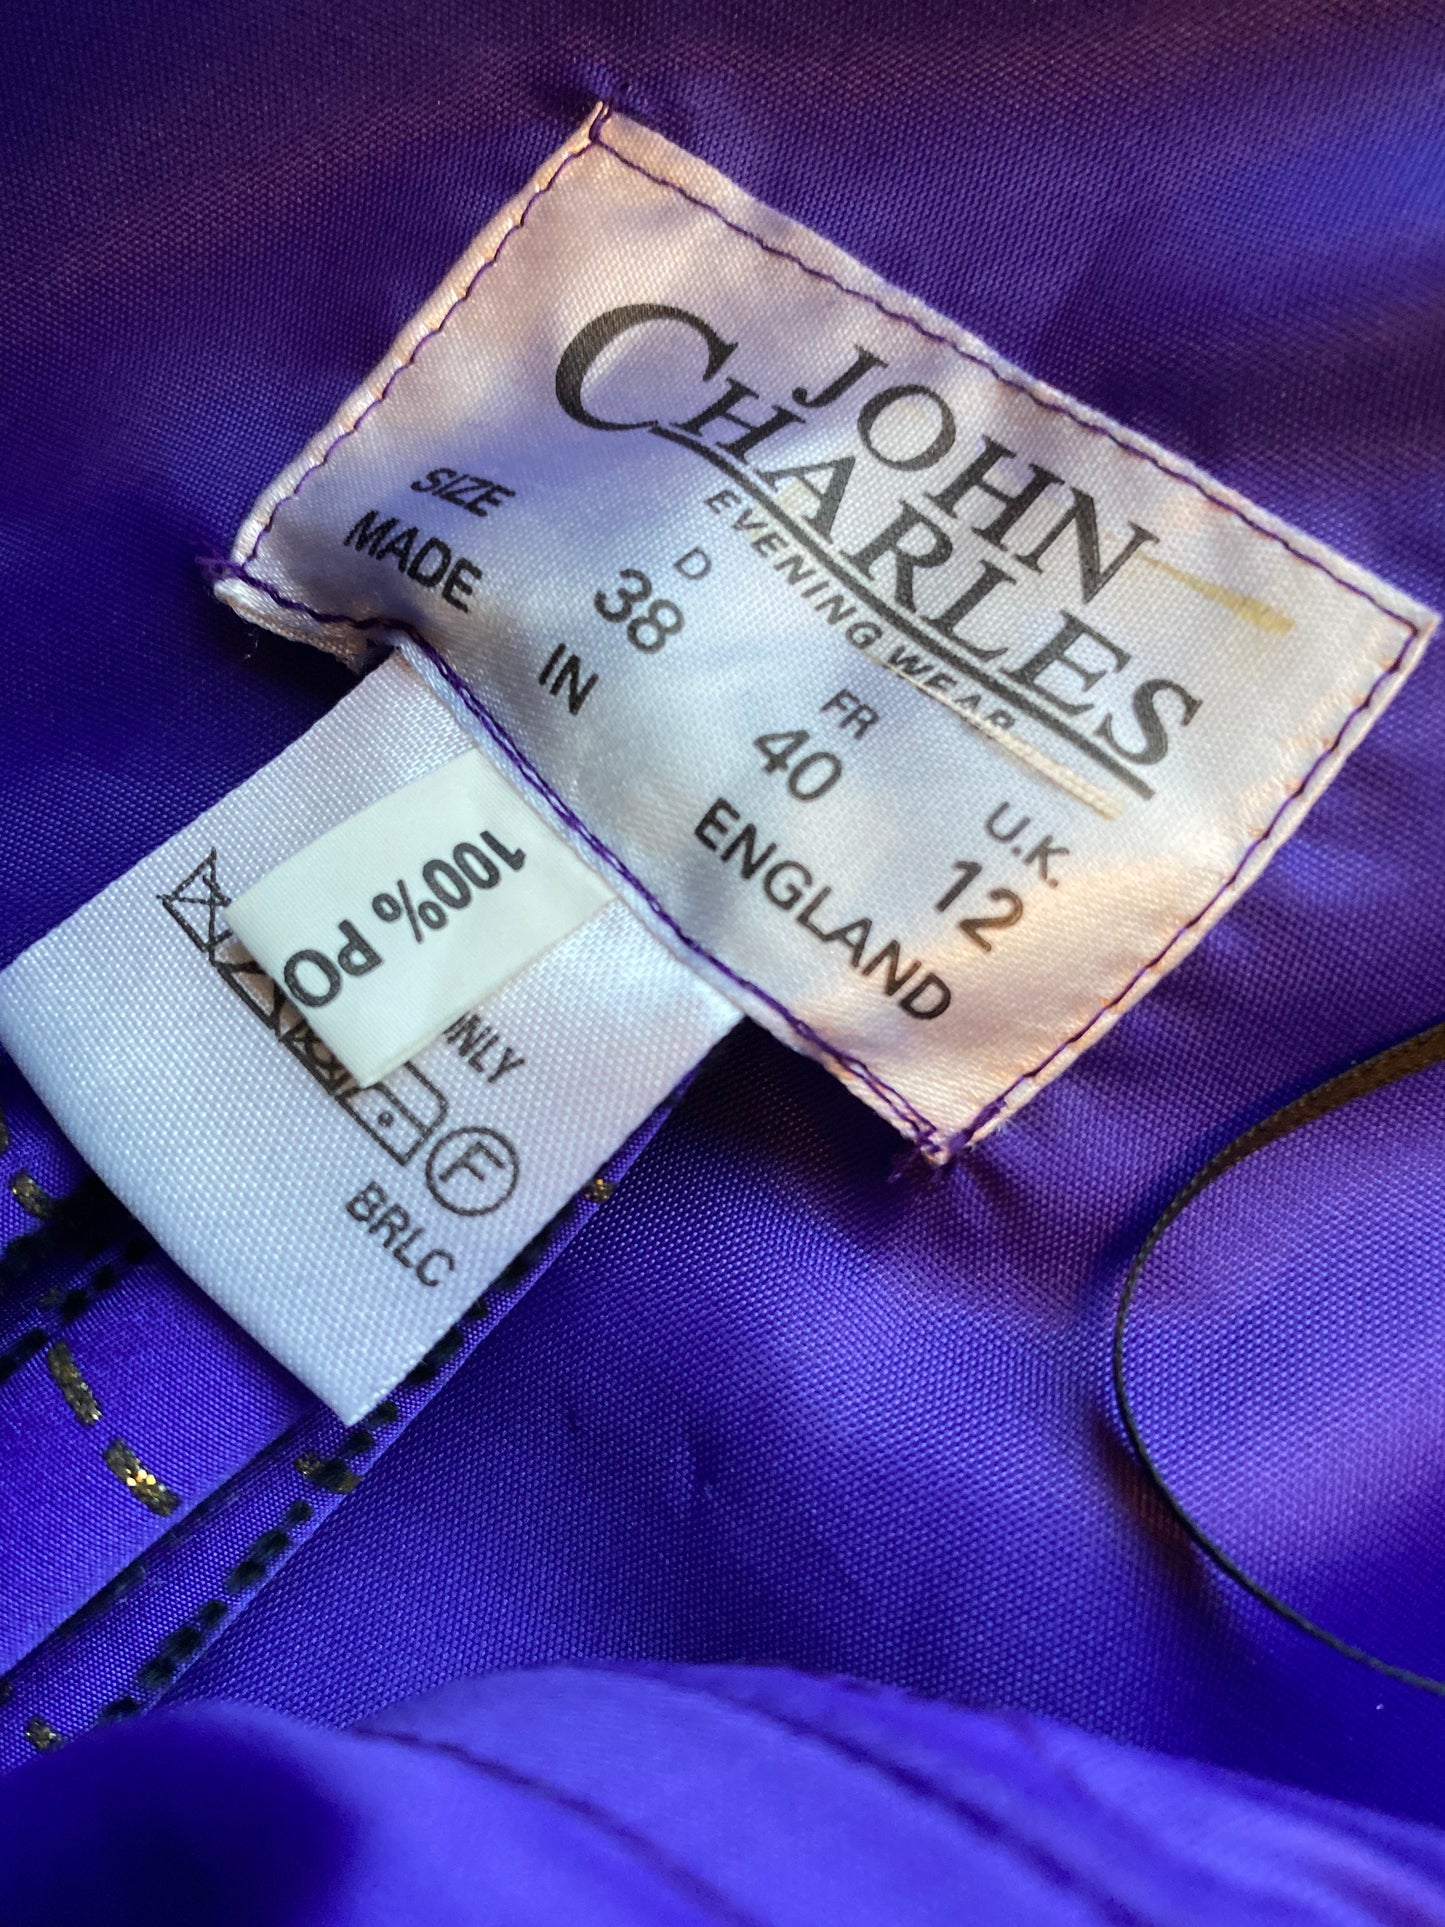 JOHN
CHARLES
EVENING WEAR
D FR U.K.
SIZE 38 40 12
MADE IN ENGLAND
100% PO
ONLY
F
BRLC